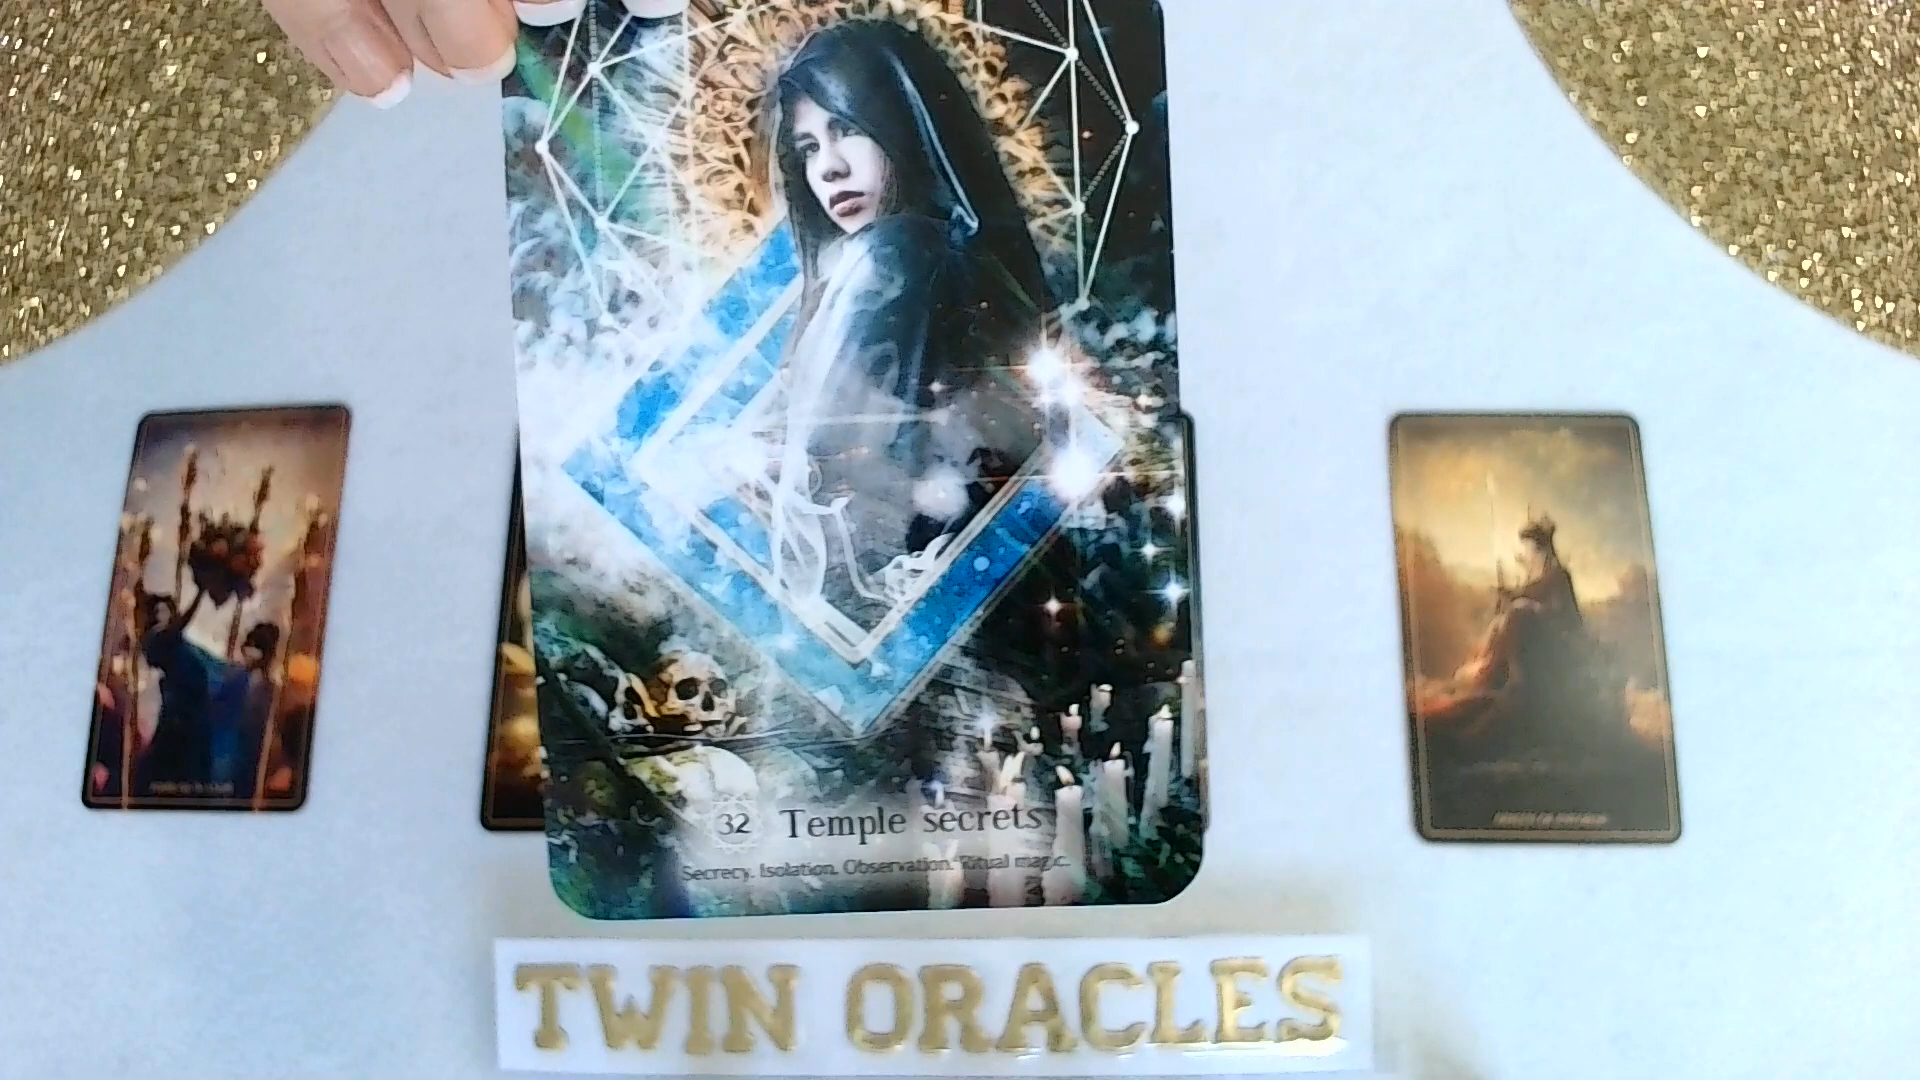 32 Temple secrets
Secrecy. Isolation. Observation. Ritual magic.
TWIN ORACLES